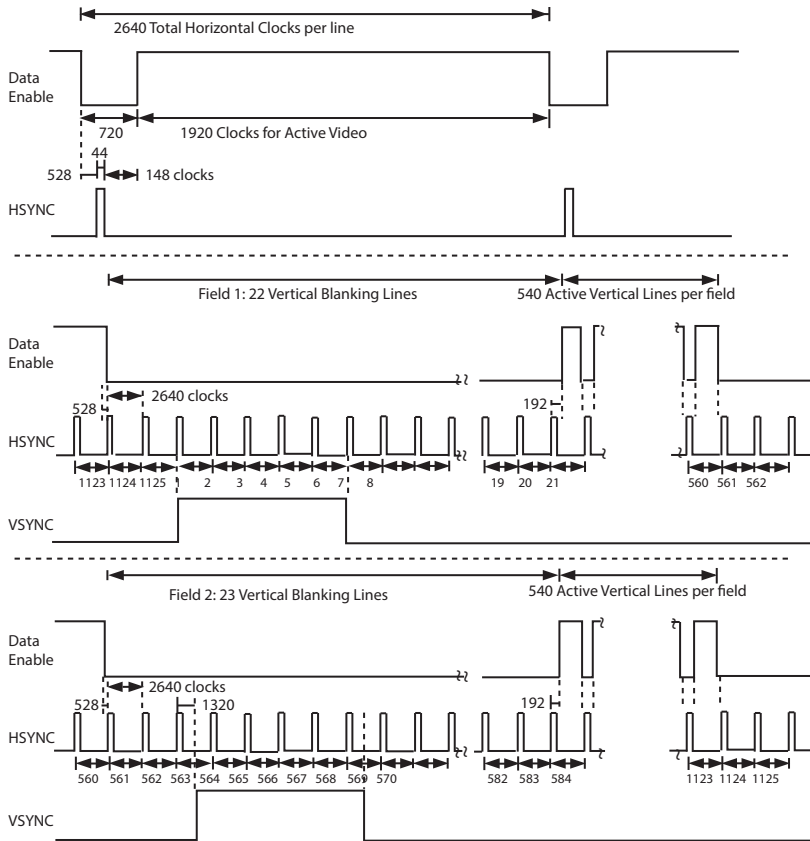 2640 Total Horizontal Clocks per line
Data
Enable
720
1920 Clocks for Active Video
44
528
148 clocks
HSYNC
Field 1: 22 Vertical Blanking Lines
540 Active Vertical Lines per field
Data
Enable
528
2640 clocks
192
HSYNC
1123 1124 1125 1 2 3 4 5 6 7 8 19 20 21 560 561 562
VSYNC
Field 2: 23 Vertical Blanking Lines
540 Active Vertical Lines per field
Data
Enable
2640 clocks
528
1320
192
HSYNC
560 561 562 563 564 565 566 567 568 569 570 582 583 584 1123 1124 1125
VSYNC